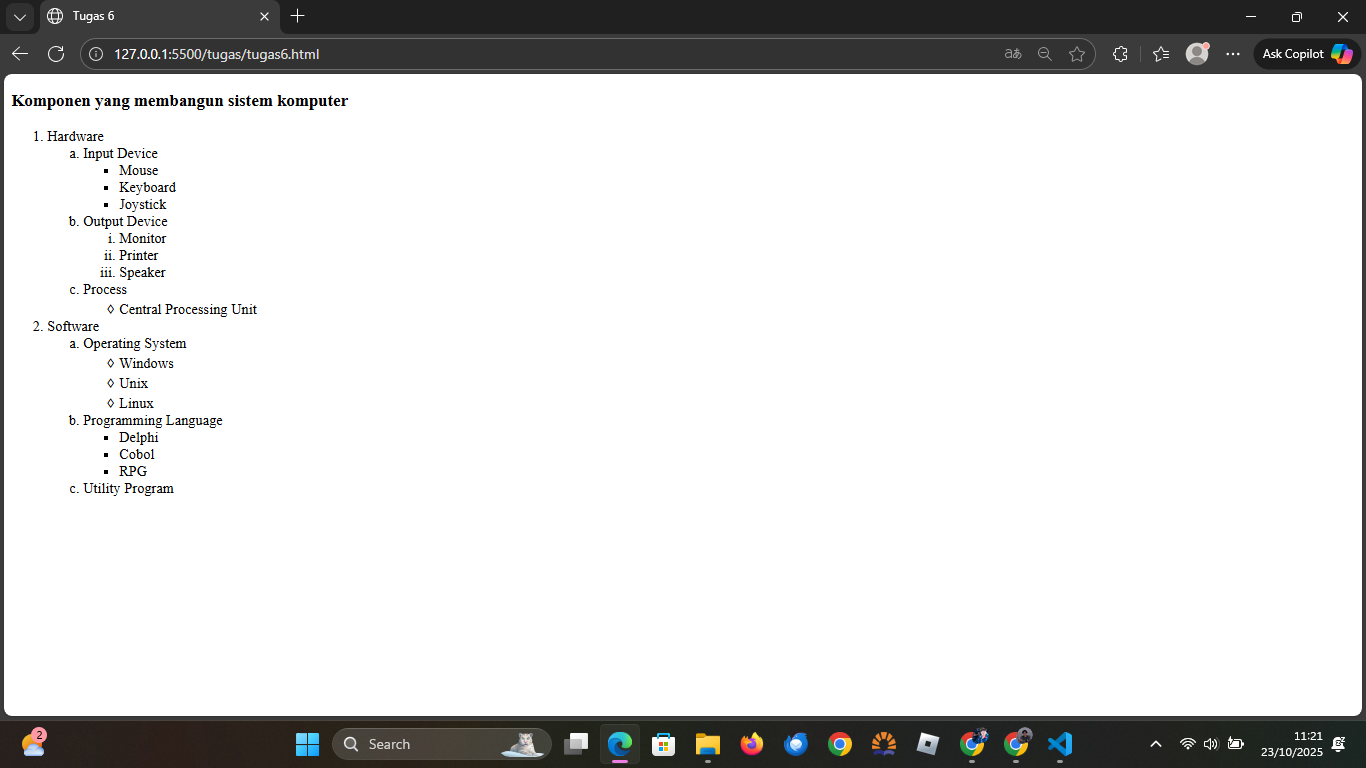 Tugas 6
127.0.0.1:5500/tugas/tugas6.html
aあ
Ask Copilot
Komponen yang membangun sistem komputer
1. Hardware
a. Input Device
▪ Mouse
▪ Keyboard
▪ Joystick
b. Output Device
i. Monitor
ii. Printer
iii. Speaker
c. Process
◊ Central Processing Unit
2. Software
a. Operating System
◊ Windows
◊ Unix
◊ Linux
b. Programming Language
▪ Delphi
▪ Cobol
▪ RPG
c. Utility Program
2
Search
11:21
23/10/2025